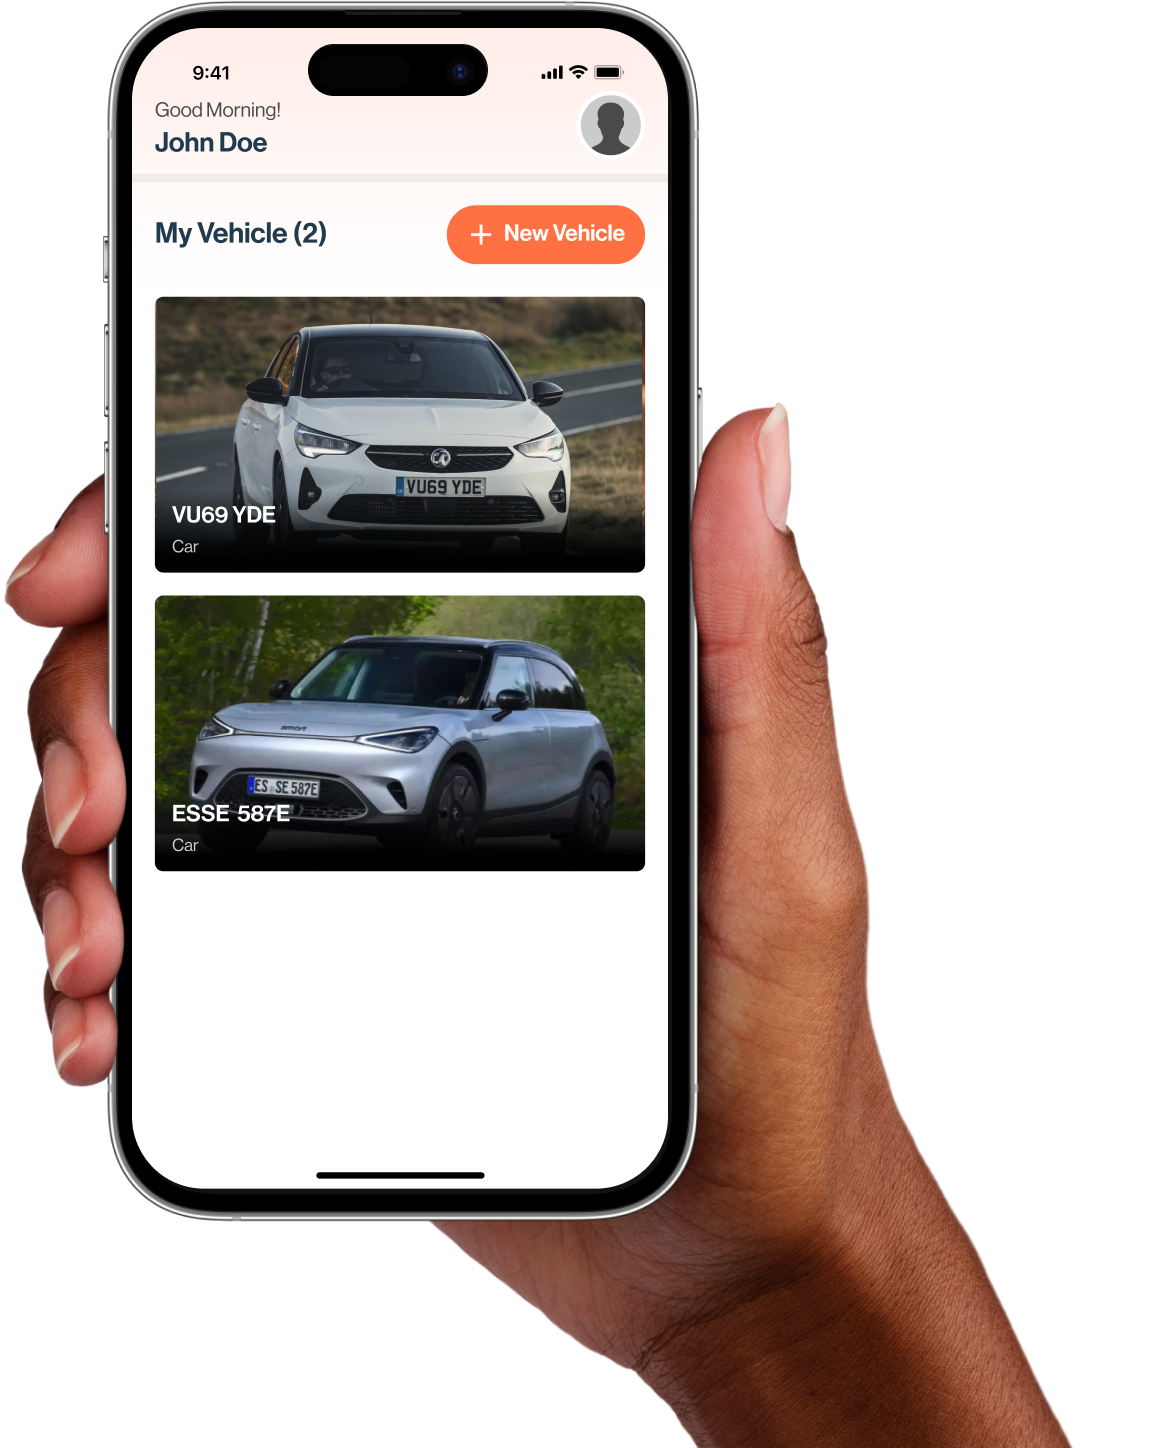 9:41
Good Morning!
John Doe
My Vehicle (2)
New Vehicle
VU69 YDE
VU69 YDE
Car
smart
ES SE 587E
ESSE 587E
Car